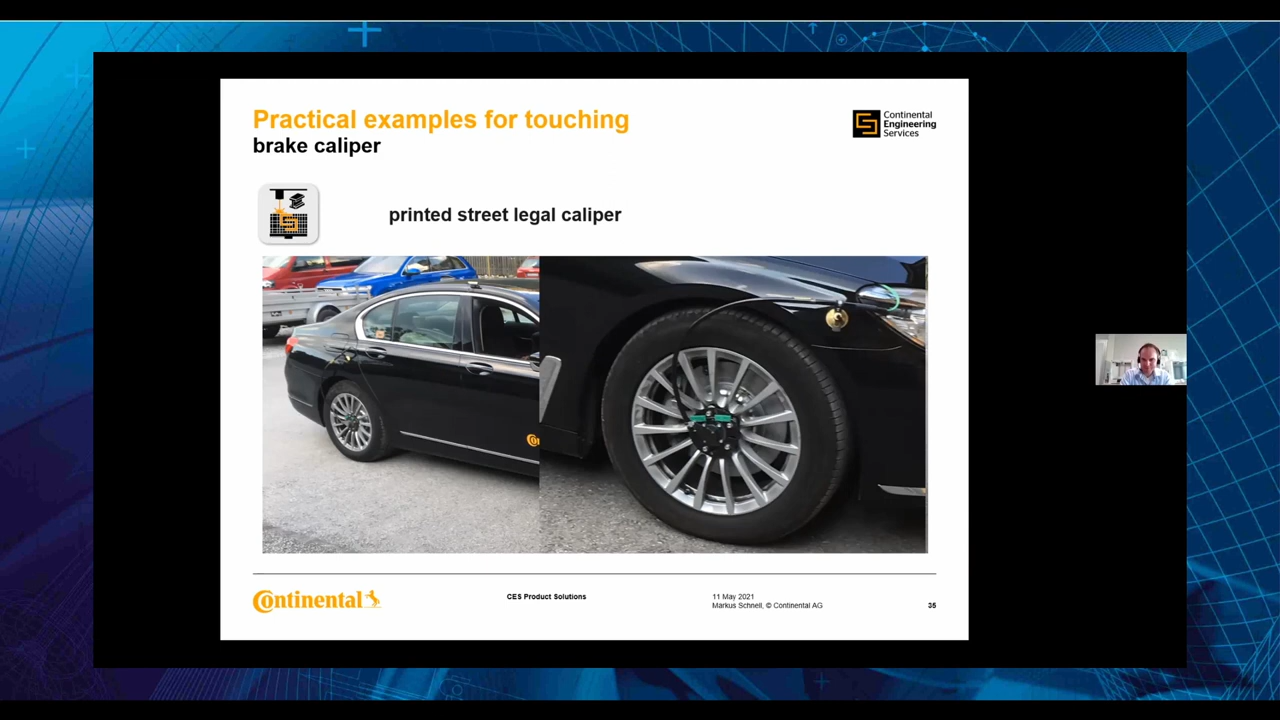 Practical examples for touching
brake caliper
Continental
Engineering
Services
printed street legal caliper
Continental
CES Product Solutions
11 May 2021
Markus Schnell, © Continental AG
35